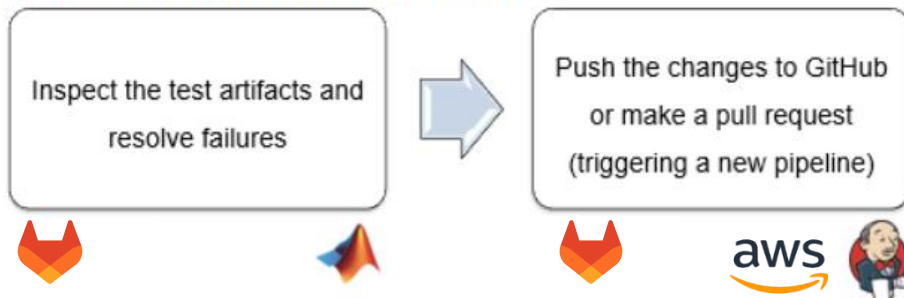 Inspect the test artifacts and
resolve failures
Push the changes to GitHub
or make a pull request
(triggering a new pipeline)
aws